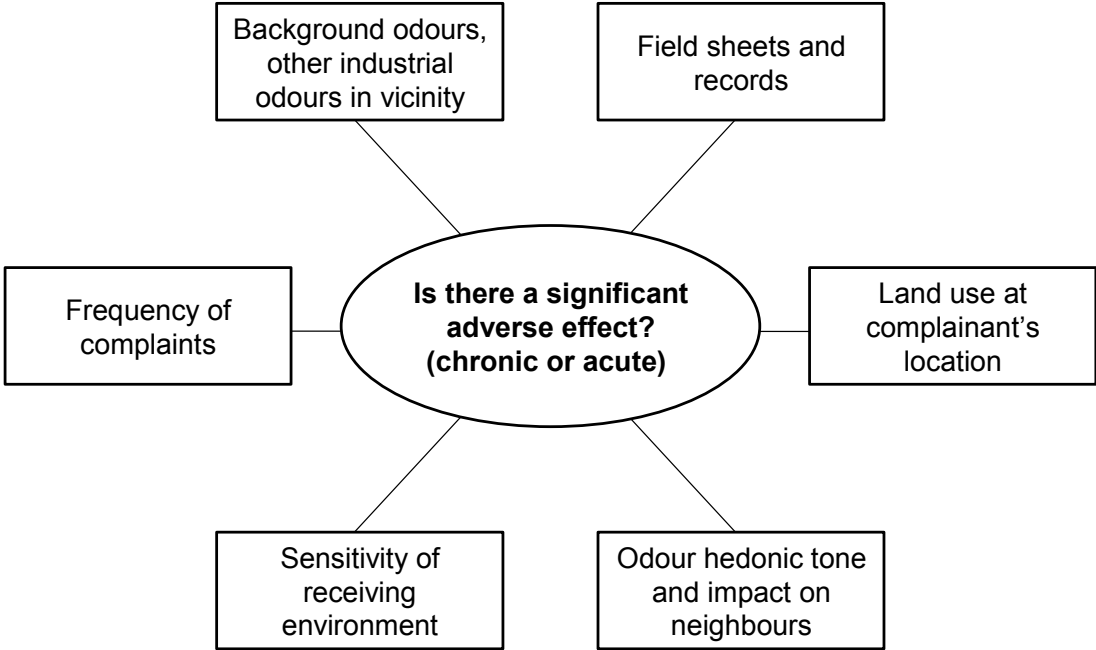 Background odours,
other industrial
odours in vicinity
Field sheets and
records
Frequency of
complaints
Is there a significant
adverse effect?
(chronic or acute)
Land use at
complainant’s
location
Sensitivity of
receiving
environment
Odour hedonic tone
and impact on
neighbours